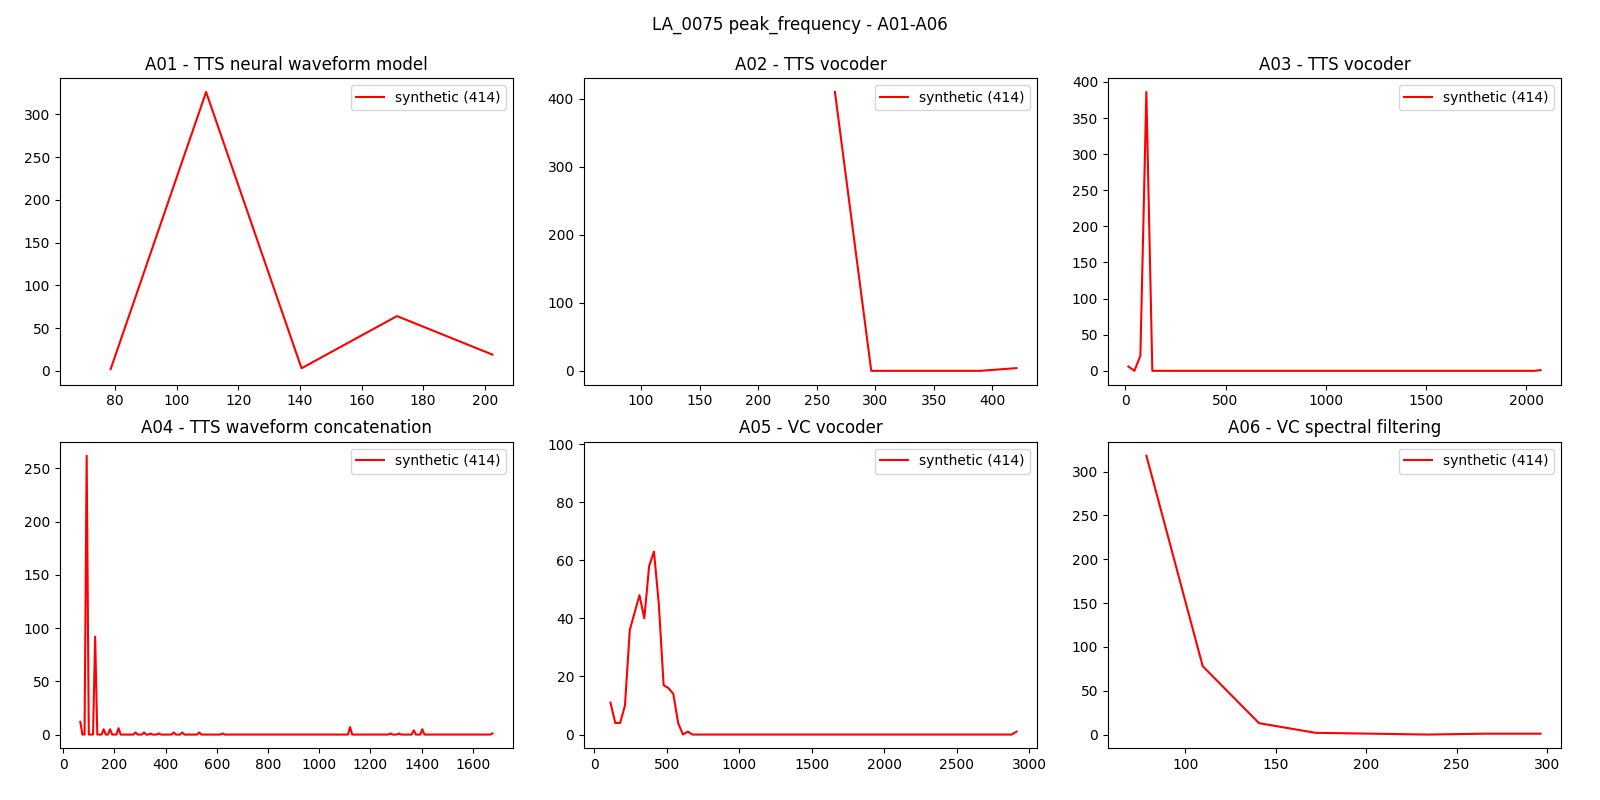 LA_0075 peak_frequency - A01-A06
A01 - TTS neural waveform model
synthetic (414)
300
250
200
150
100
50
0
80 100 120 140 160 180 200
A02 - TTS vocoder
synthetic (414)
400
300
200
100
0
100 150 200 250 300 350 400
A03 - TTS vocoder
synthetic (414)
400
350
300
250
200
150
100
50
0
0 500 1000 1500 2000
A04 - TTS waveform concatenation
synthetic (414)
250
200
150
100
50
0
0 200 400 600 800 1000 1200 1400 1600
A05 - VC vocoder
synthetic (414)
100
80
60
40
20
0
0 500 1000 1500 2000 2500 3000
A06 - VC spectral filtering
synthetic (414)
300
250
200
150
100
50
0
100 150 200 250 300